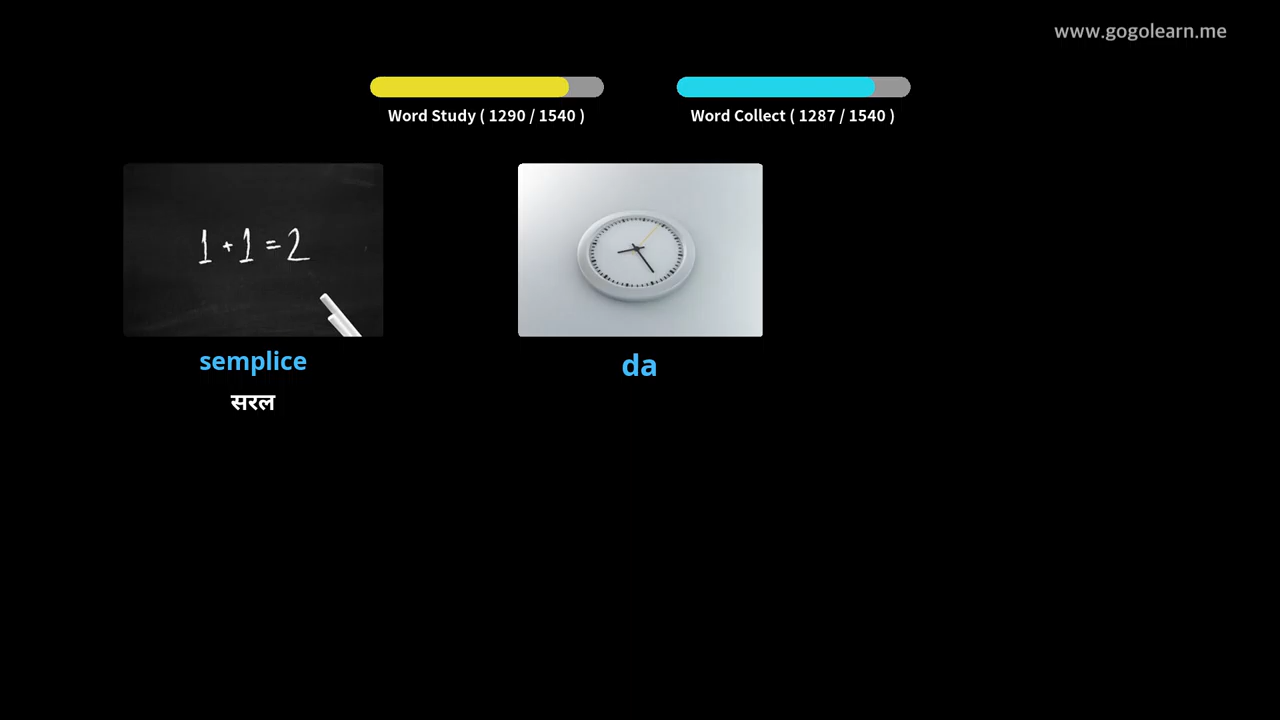 www.gogolearn.me
Word Study ( 1290 / 1540 )
Word Collect ( 1287 / 1540 )
1 + 1 = 2
semplice
सरल
da